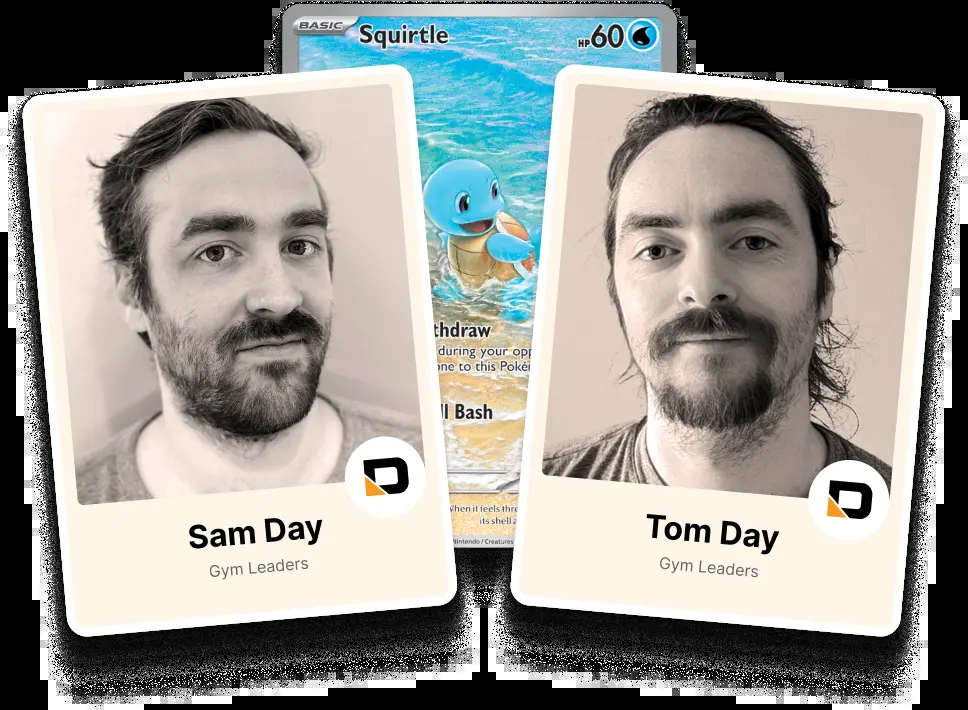 BASIC Squirtle HP60
thdraw
during your opp
one to this Poké
ll Bash
When it feels thre
its shell a
Nintendo / Creatures
Sam Day
Gym Leaders
Tom Day
Gym Leaders